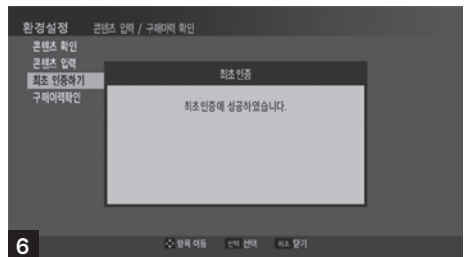 환경설정 콘텐츠 입력 / 구매이력 확인
콘텐츠 확인
콘텐츠 입력
최초 인증하기
구매이력확인
최초인증
최초인증에 성공하였습니다.
항목 이동 선택 선택 취소 닫기
6